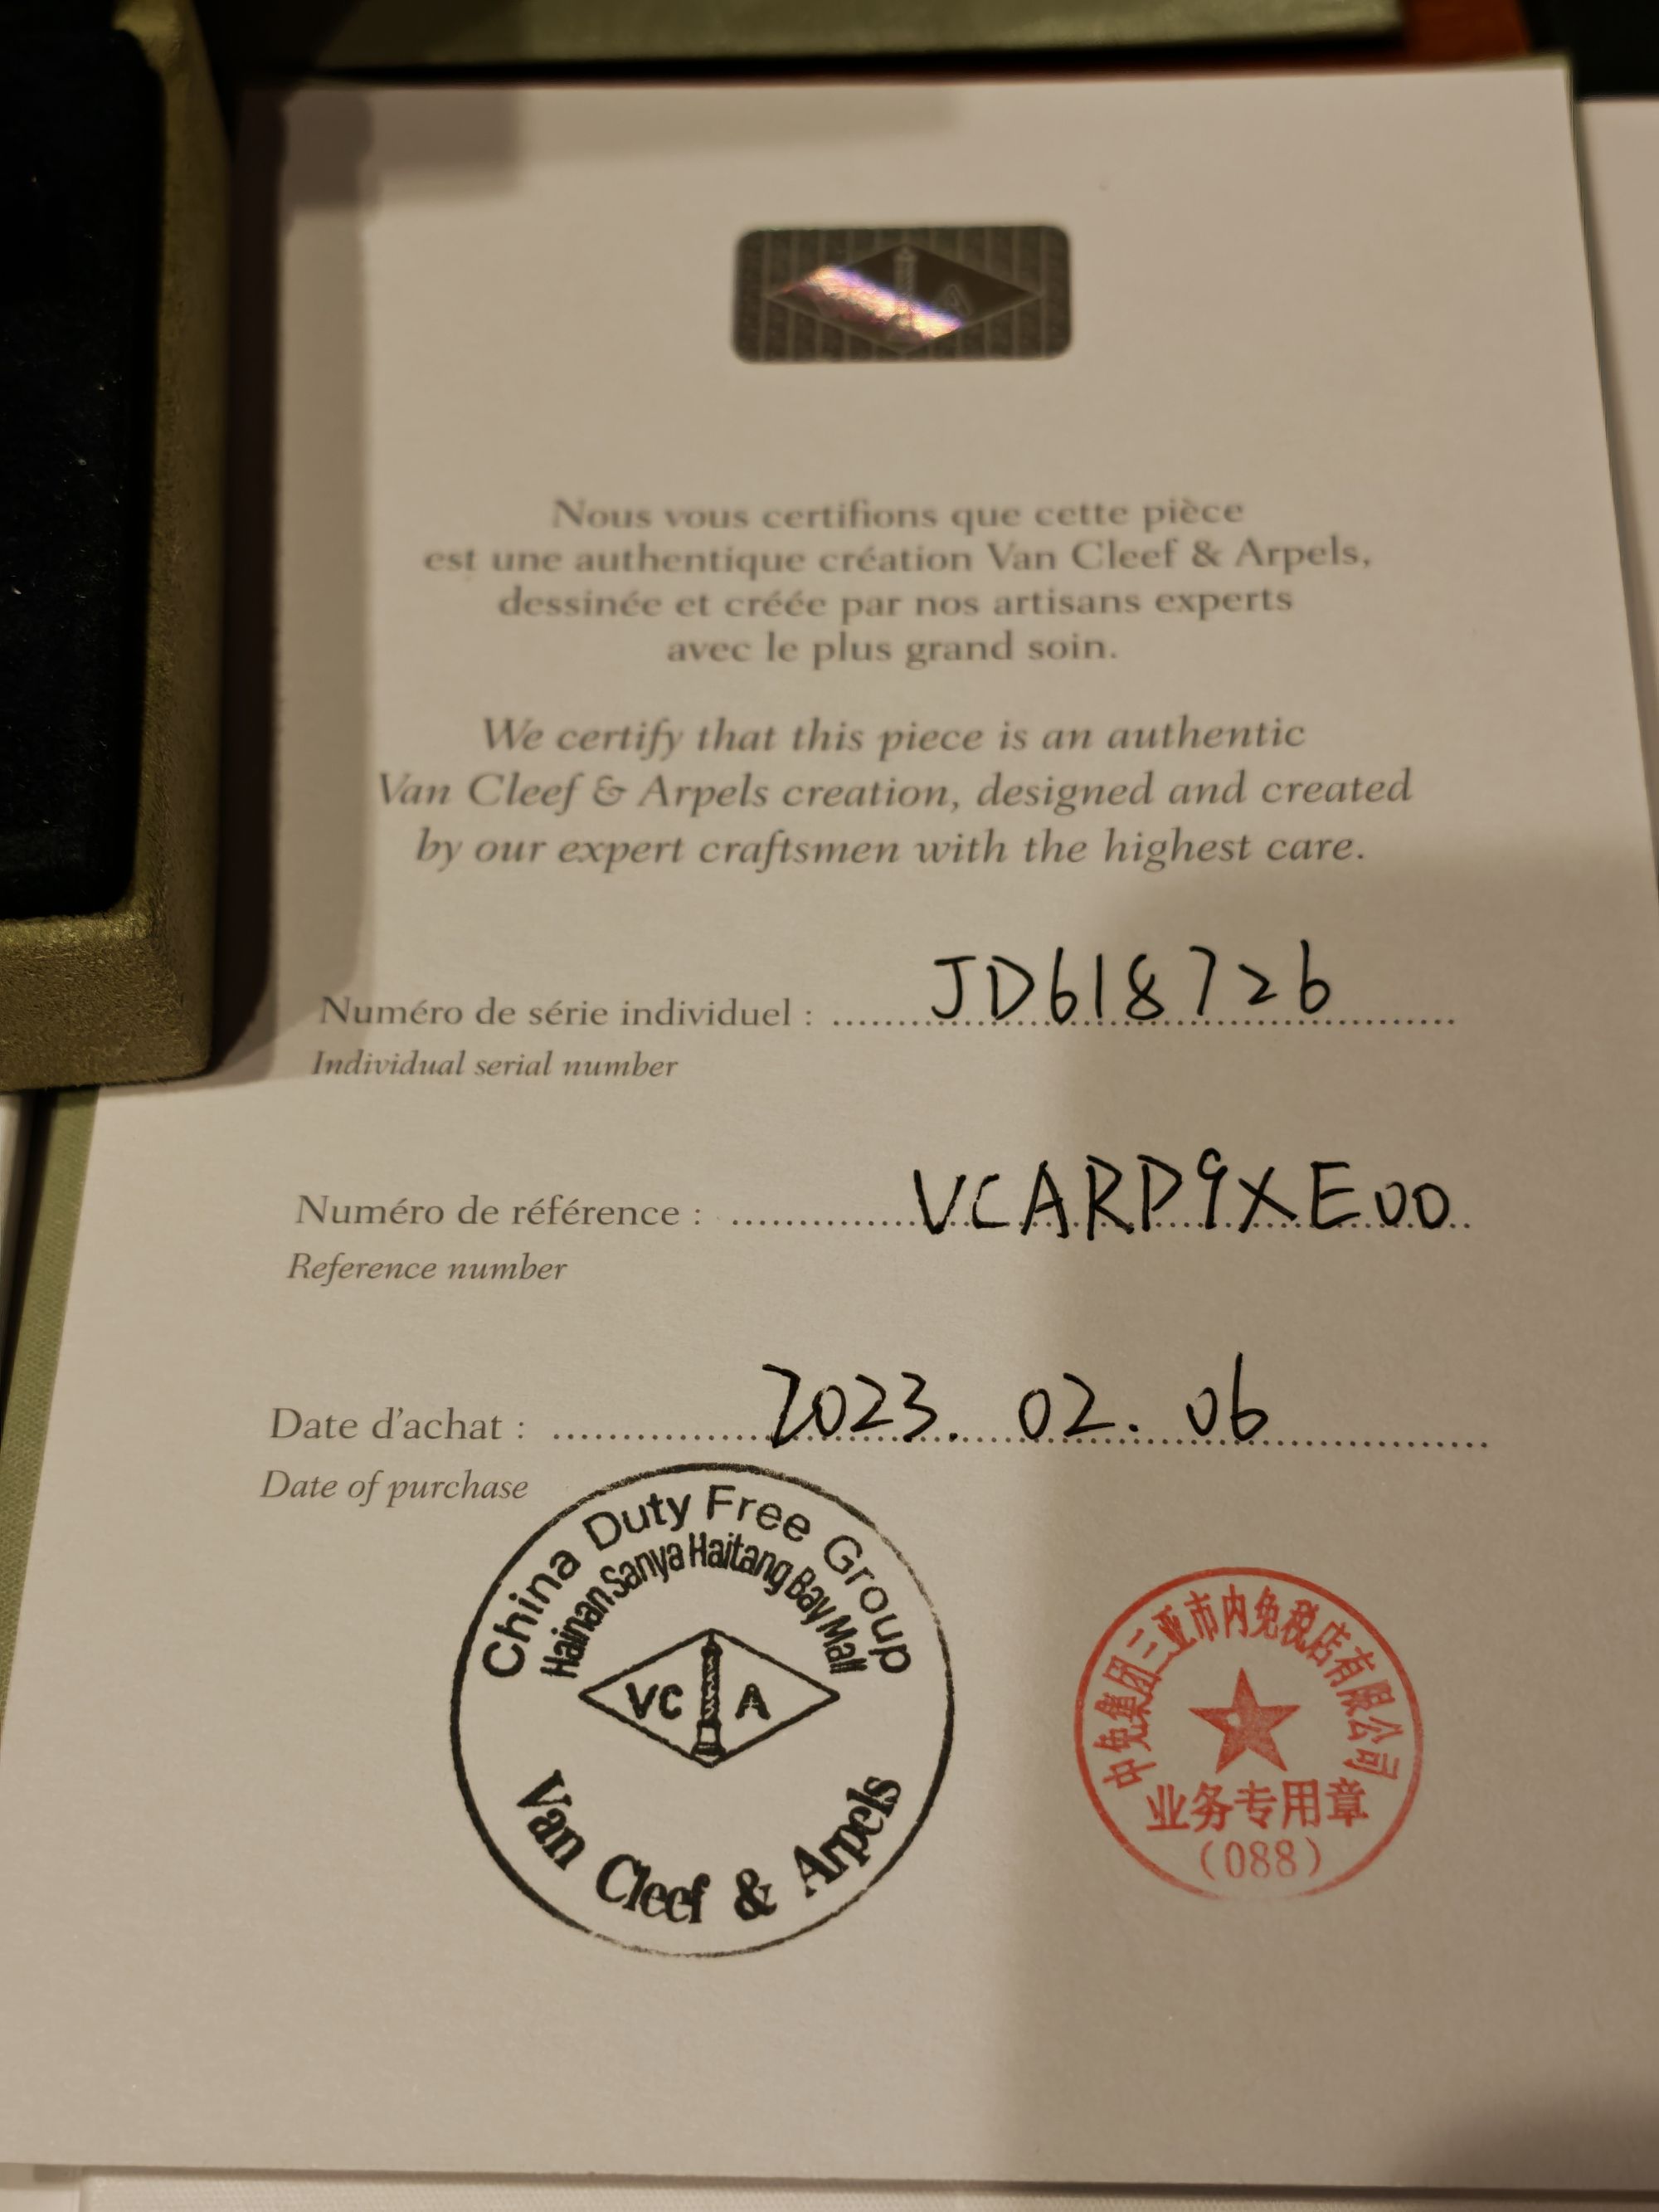 Nous vous certifions que cette pièce
est une authentique création Van Cleef & Arpels,
dessinée et créée par nos artisans experts
avec le plus grand soin.
We certify that this piece is an authentic
Van Cleef & Arpels creation, designed and created
by our expert craftsmen with the highest care.
Numéro de série individuel : JD618726
Individual serial number
Numéro de référence : VCARP9XE00
Reference number
Date d'achat : 2023. 02. 06
Date of purchase
China Duty Free Group
Hainan Sanya Haitang Bay Mall
VC A
Van Cleef & Arpels
中免集团三亚市内免税店有限公司
业务专用章
(088)